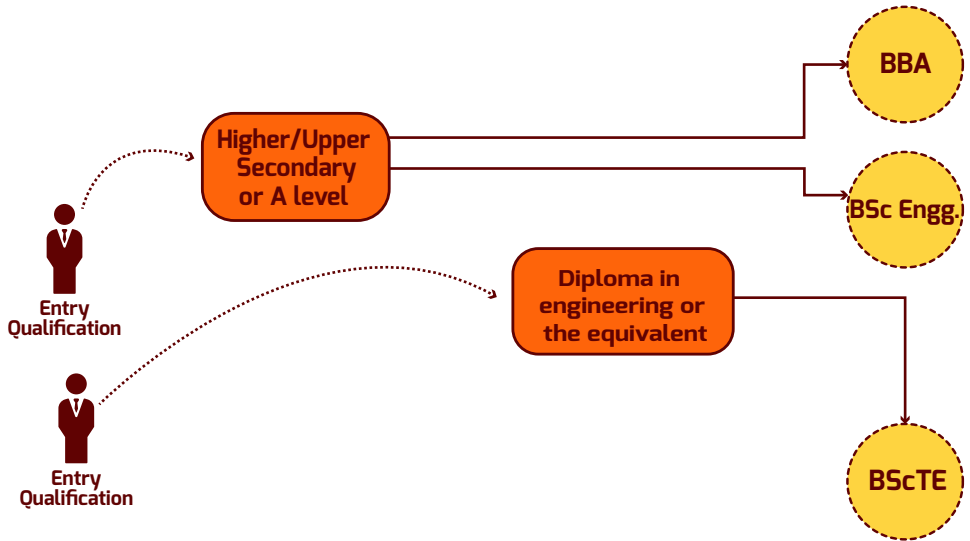 BBA
Higher/Upper
Secondary
or A level
BSc Engg.
Entry
Qualification
Diploma in
engineering or
the equivalent
Entry
Qualification
BScTE